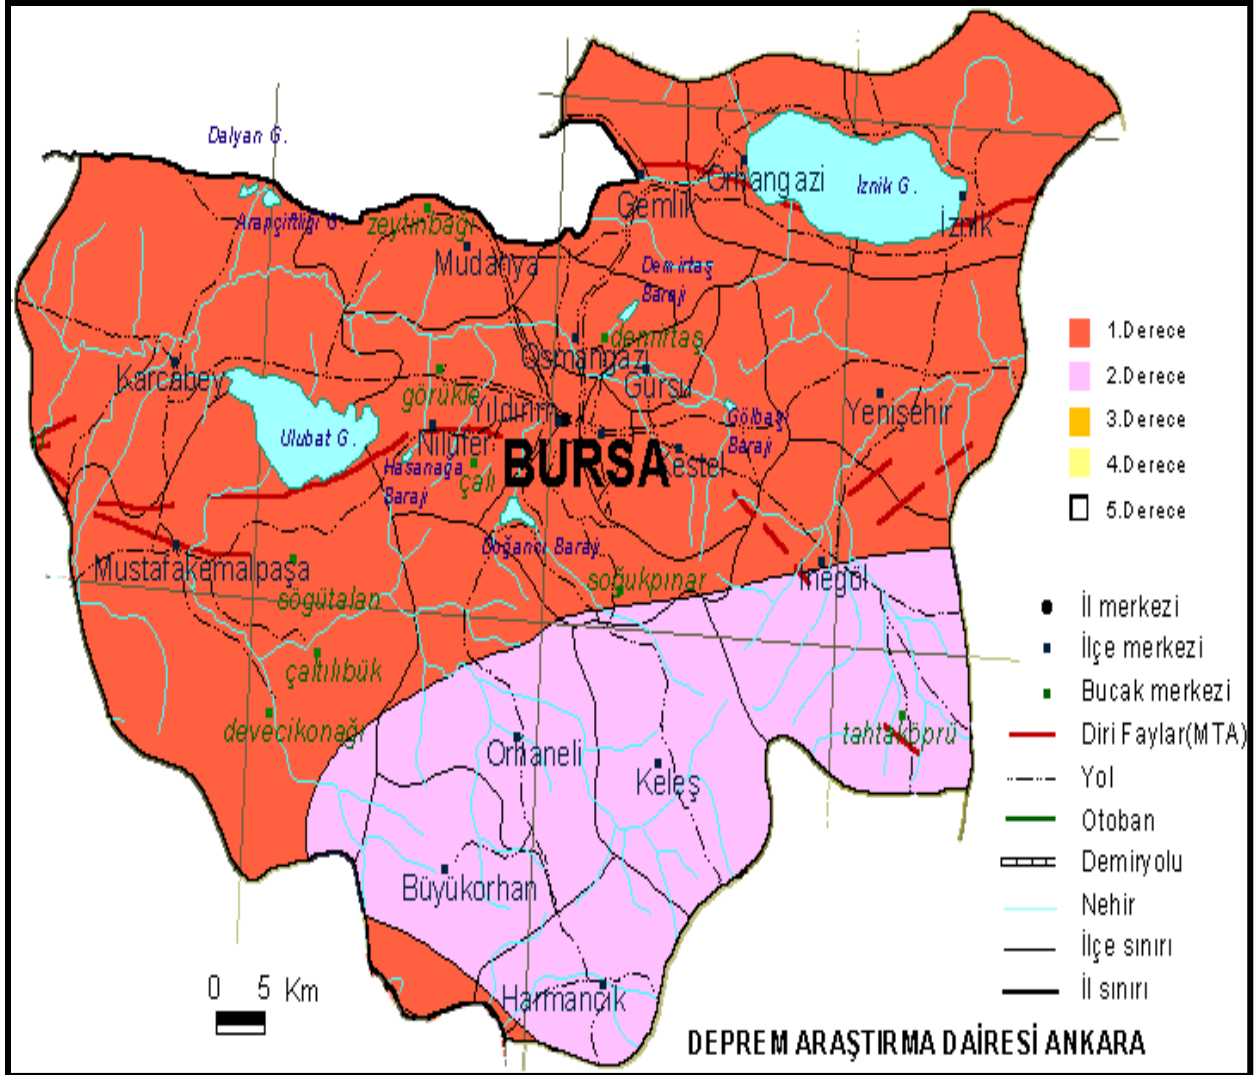 Dalyan G.
Arapçiftliği G.
zeytinbağı
Mudanya
Gemlik
Orhangazi
İznik G.
İznik
Demirtaş
Barajı
demirtaş
Osmangazi
Gürsu
Karcabey
görükle
Yıldırım
Nilüfer
Ulubat G.
Hasanağa
Barajı
çalı
BURSA
Kestel
Gölbaşı
Barajı
Yenişehir
Doğancı Barajı
Mustafakemalpaşa
söğütalan
soğukpınar
İnegöl
çaltılıbük
devecikonağı
Orhaneli
Keleş
tahtaköprü
Büyükorhan
Harmançik
1.Derece
2.Derece
3.Derece
4.Derece
5.Derece
İl merkezi
İlçe merkezi
Bucak merkezi
Diri Faylar(MTA)
Yol
Otoban
Demiryolu
Nehir
İlçe sınırı
İl sınırı
0 5 Km
DEPREM ARAŞTIRMA DAİRESİ ANKARA